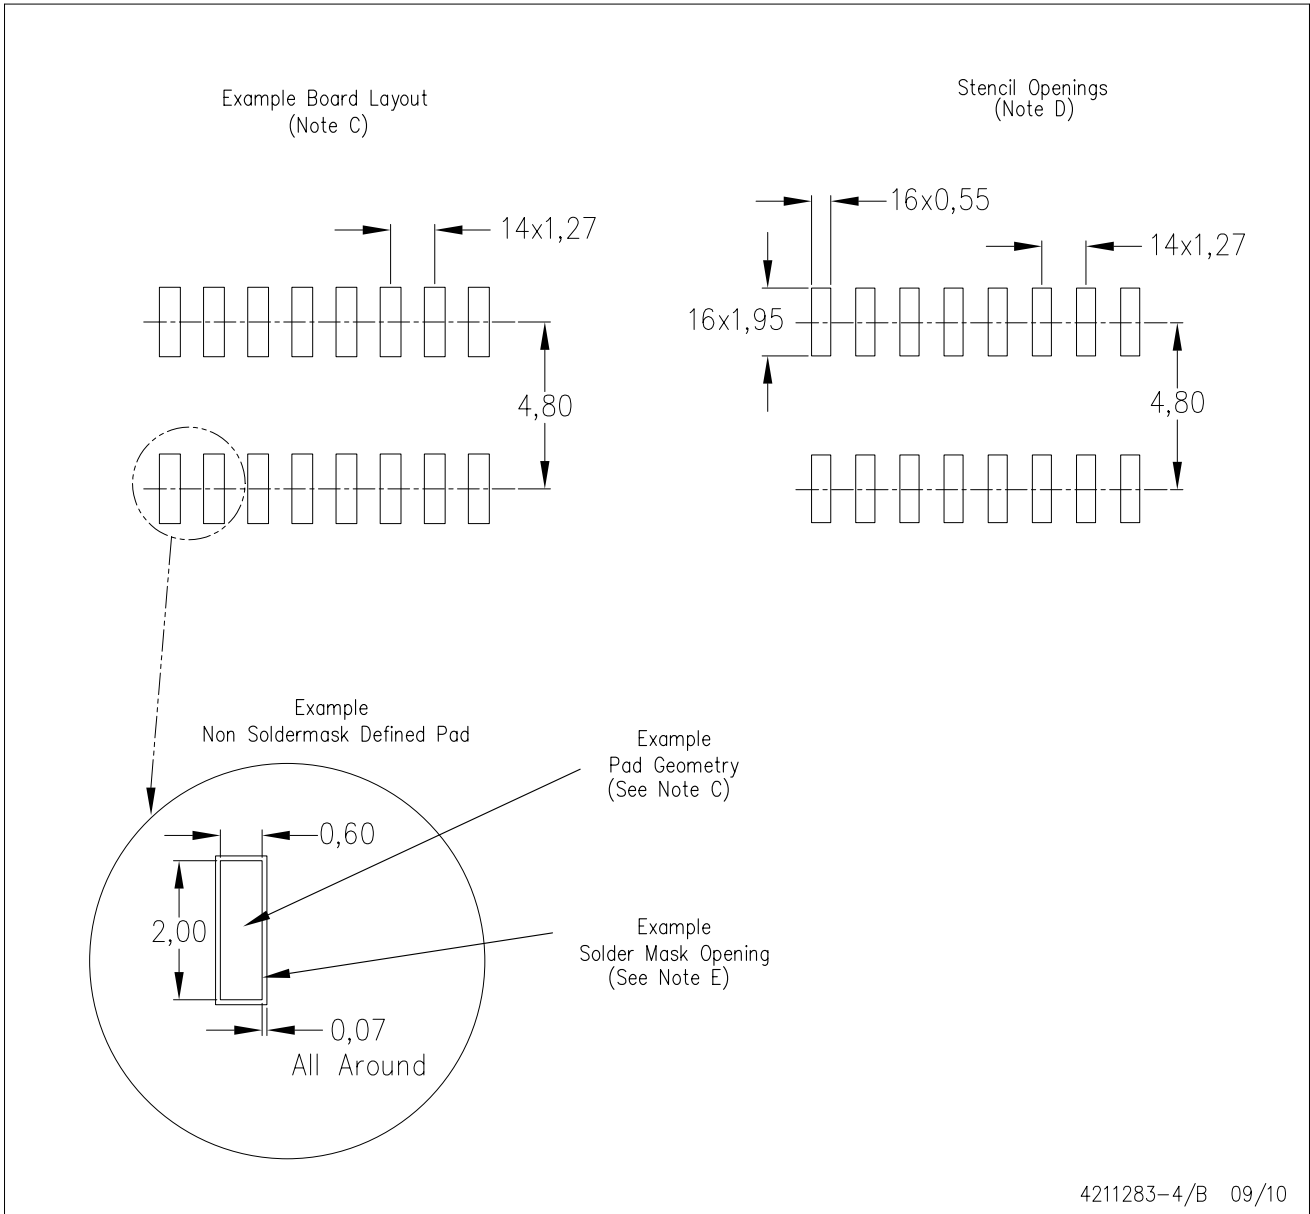 Example Board Layout
(Note C)
Stencil Openings
(Note D)
16x0,55
14x1,27
14x1,27
16x1,95
4,80
4,80
Example
Non Soldermask Defined Pad
Example
Pad Geometry
(See Note C)
0,60
2,00
Example
Solder Mask Opening
(See Note E)
0,07
All Around
4211283-4/B 09/10